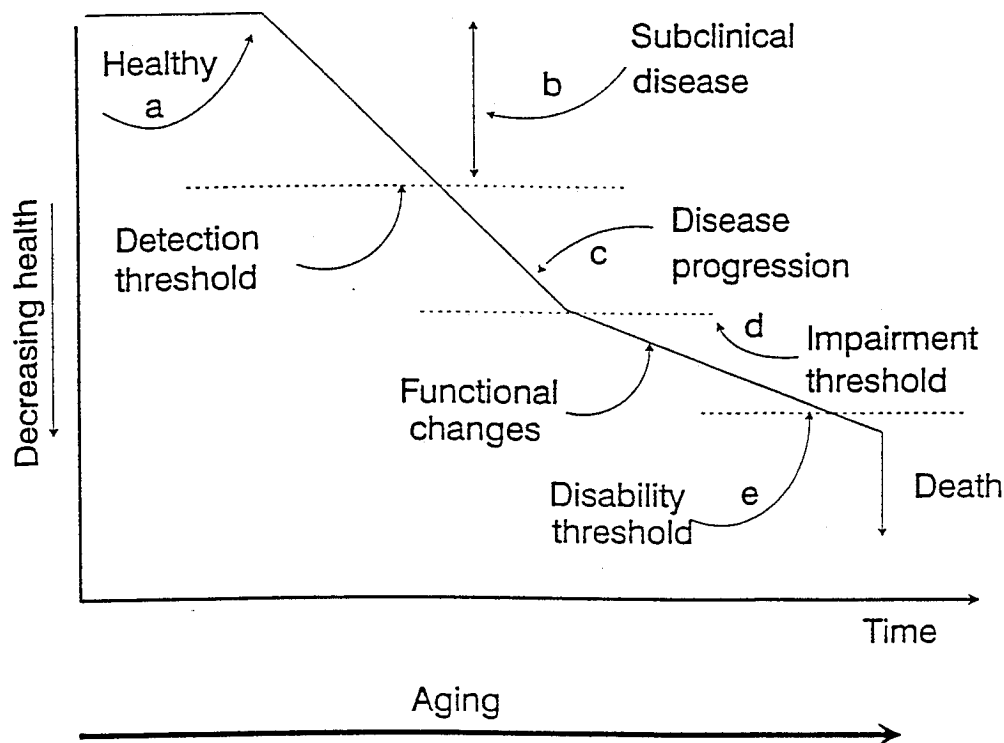 Healthy
a
Subclinical
disease
b
Detection
threshold
Disease
progression
c
d
Impairment
threshold
Functional
changes
Disability
threshold
e
Death
Decreasing health
Time
Aging